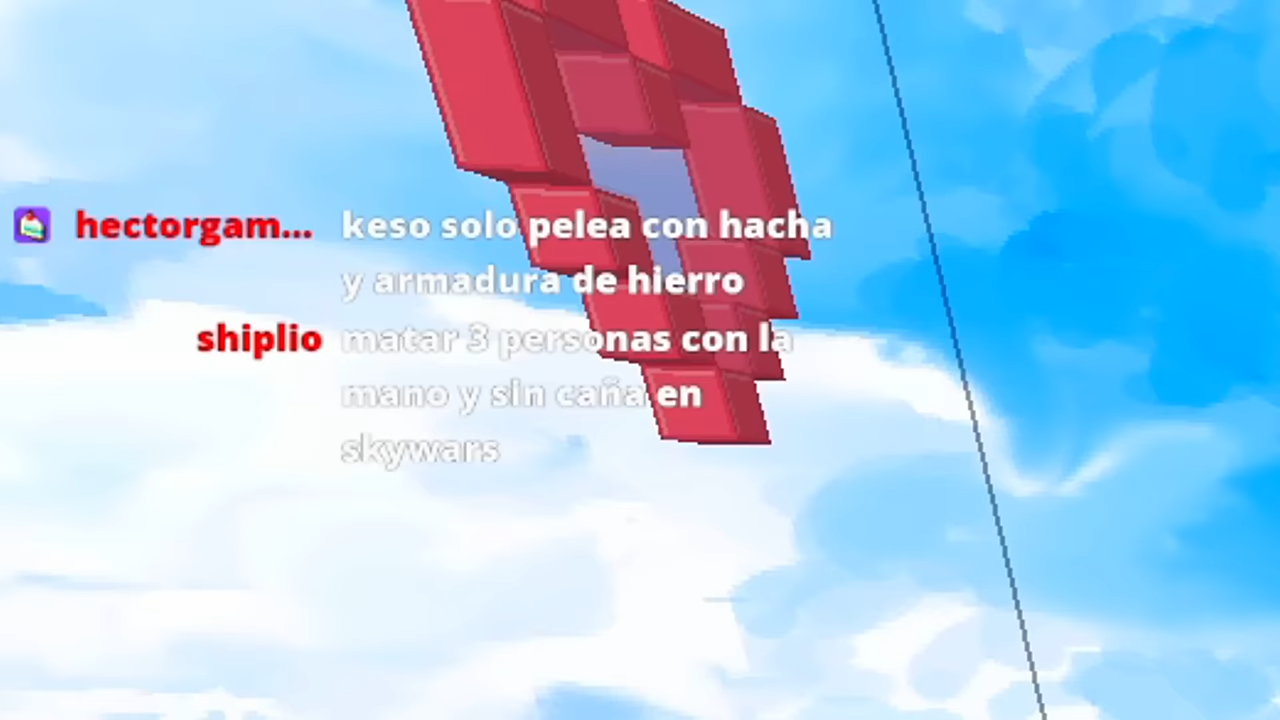 hectorgam... keso solo pelea con hacha
y armadura de hierro
shiplio matar 3 personas con la
mano y sin caña en
skywars